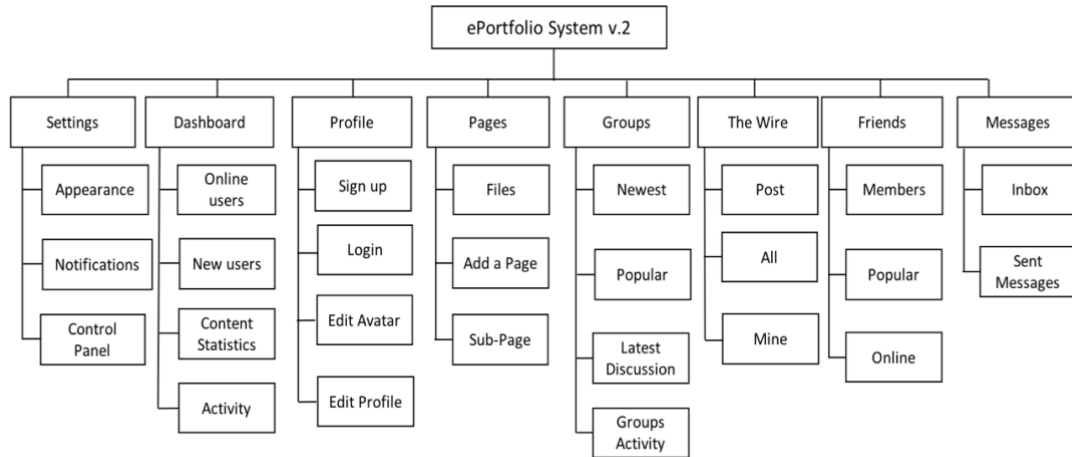 ePortfolio System v.2
Settings
Dashboard
Profile
Pages
Groups
The Wire
Friends
Messages
Appearance
Notifications
Control
Panel
Online
users
New users
Content
Statistics
Activity
Sign up
Login
Edit Avatar
Edit Profile
Files
Add a Page
Sub-Page
Newest
Popular
Latest
Discussion
Groups
Activity
Post
All
Mine
Members
Popular
Online
Inbox
Sent
Messages